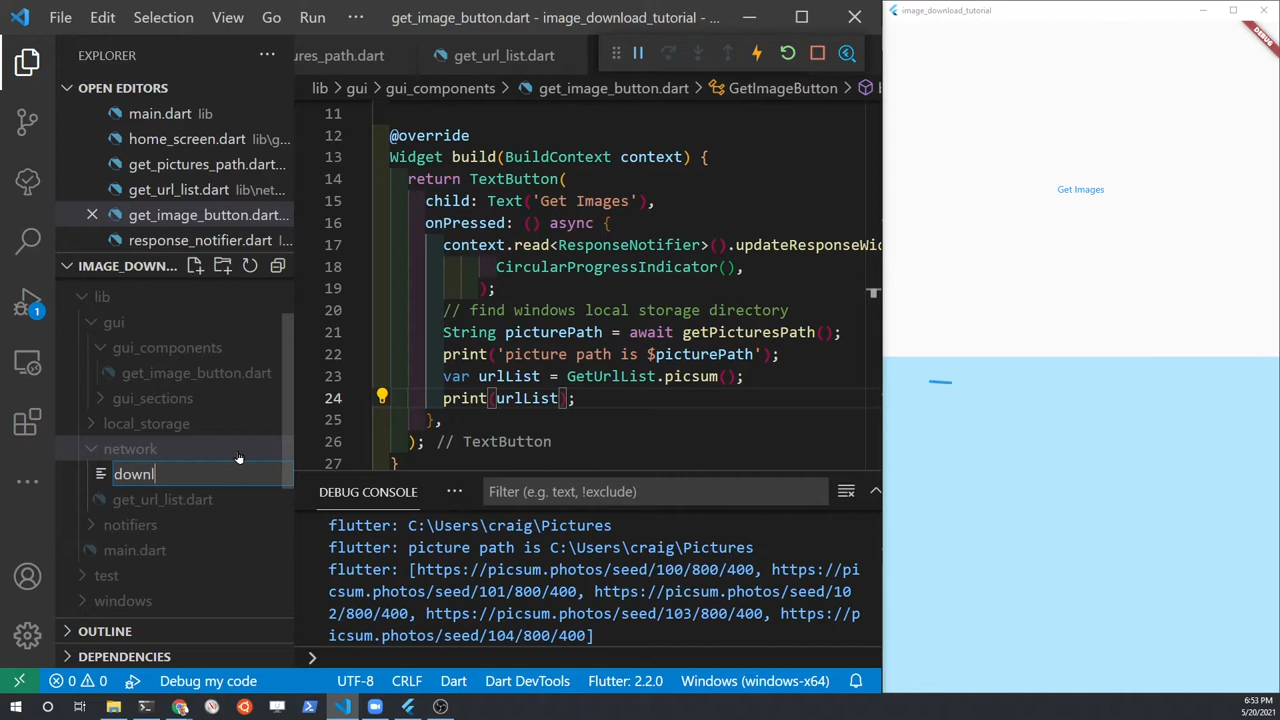 File Edit Selection View Go Run ··· get_image_button.dart - image_download_tutorial - ...
image_download_tutorial
DEBUG
EXPLORER ···
OPEN EDITORS
main.dart lib
home_screen.dart lib\g...
get_pictures_path.dart...
get_url_list.dart lib\net...
get_image_button.dart...
response_notifier.dart l...
IMAGE_DOWN...
lib
gui
gui_components
get_image_button.dart
gui_sections
local_storage
network
downl
get_url_list.dart
notifiers
main.dart
test
windows
OUTLINE
DEPENDENCIES
1
ures_path.dart get_url_list.dart
lib > gui > gui_components > get_image_button.dart > GetImageButton >
11
12 @override
13 Widget build(BuildContext context) {
14 return TextButton(
15 child: Text('Get Images'),
16 onPressed: () async {
17 context.read<ResponseNotifier>().updateResponseWid
18 CircularProgressIndicator(),
19 );
20 // find windows local storage directory
21 String picturePath = await getPicturesPath();
22 print('picture path is $picturePath');
23 var urlList = GetUrlList.picsum();
24 print(urlList);
25 },
26 ); // TextButton
27 }
DEBUG CONSOLE ··· Filter (e.g. text, !exclude)
flutter: C:\Users\craig\Pictures
flutter: picture path is C:\Users\craig\Pictures
flutter: [https://picsum.photos/seed/100/800/400, https://pi
csum.photos/seed/101/800/400, https://picsum.photos/seed/10
2/800/400, https://picsum.photos/seed/103/800/400, https://p
icsum.photos/seed/104/800/400]
Get Images
0 0 Debug my code UTF-8 CRLF Dart Dart DevTools Flutter: 2.2.0 Windows (windows-x64)
6:53 PM
5/20/2021